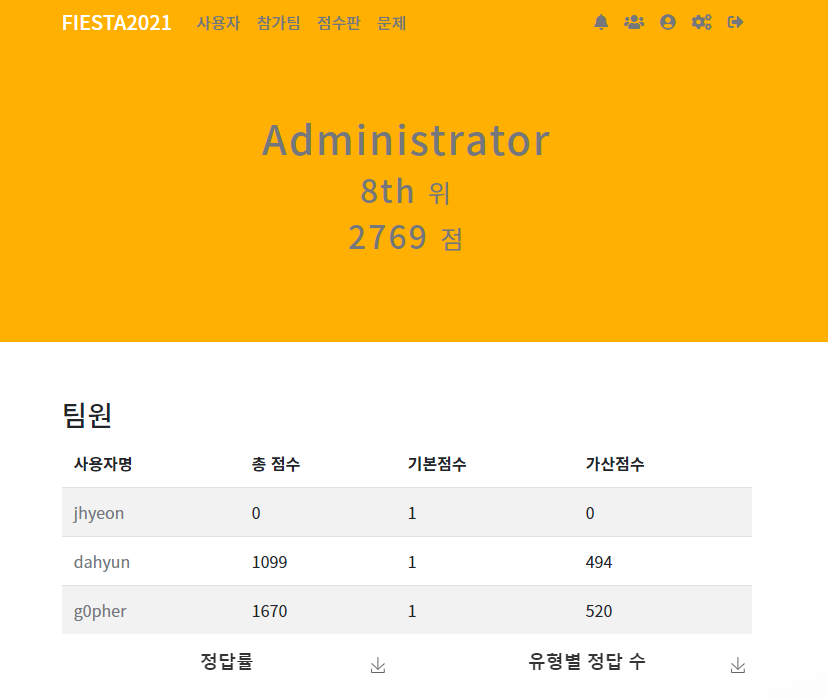 FIESTA2021 사용자 참가팀 점수판 문제
Administrator
8th 위
2769 점
팀원
사용자명 총 점수 기본점수 가산점수
jhyeon 0 1 0
dahyun 1099 1 494
g0pher 1670 1 520
정답률 유형별 정답 수